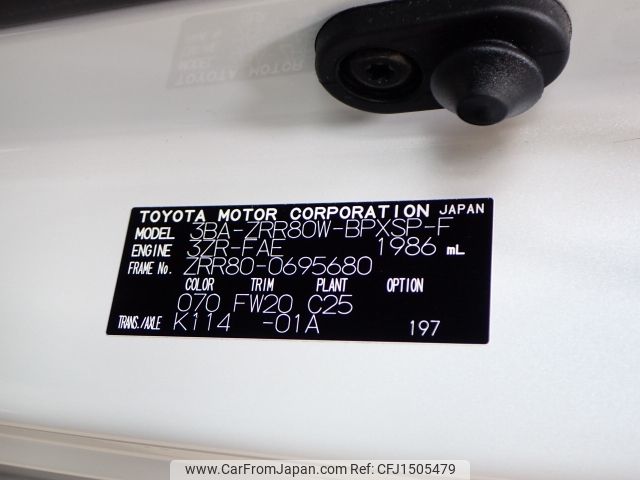 TOYOTA MOTOR CORPORATION JAPAN
MODEL 3BA-ZRR80W-BPXSP-F
ENGINE 3ZR-FAE 1986 mL
FRAME No. ZRR80-0695680
COLOR TRIM PLANT OPTION
070 FW20 C25
TRANS./AXLE K114 -01A 197
www.CarFromJapan.com Ref: CFJ1505479